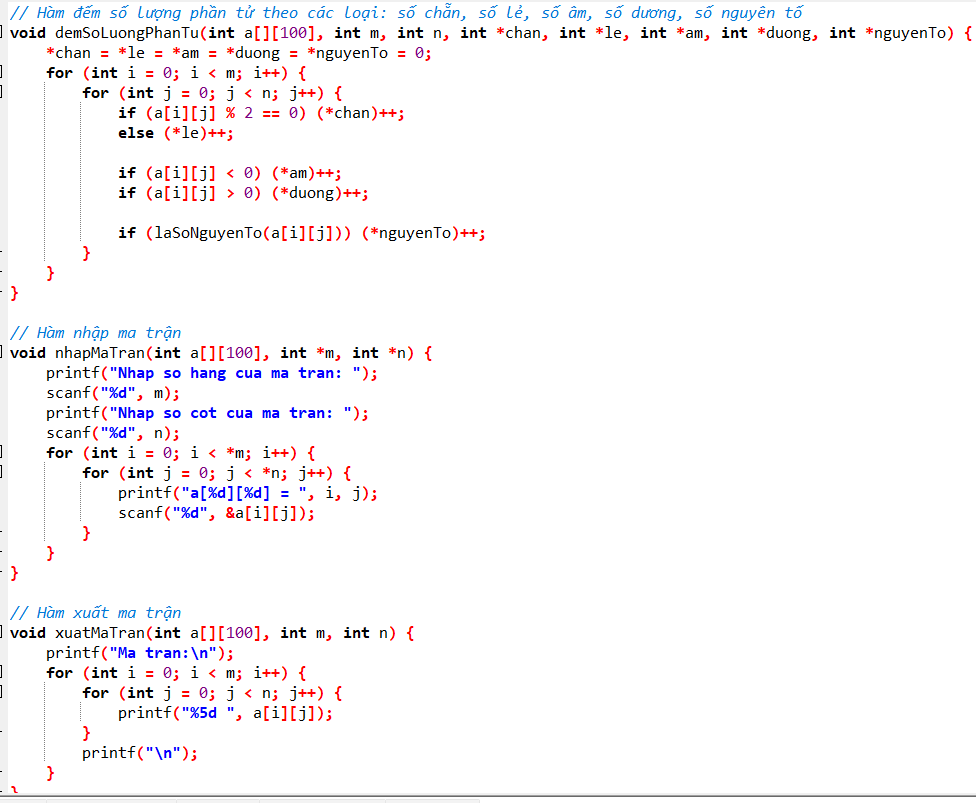 // Hàm đếm số lượng phần tử theo các loại: số chẵn, số lẻ, số âm, số dương, số nguyên tố
void demSoLuongPhanTu(int a[][100], int m, int n, int *chan, int *le, int *am, int *duong, int *nguyenTo) {
    *chan = *le = *am = *duong = *nguyenTo = 0;
    for (int i = 0; i < m; i++) {
        for (int j = 0; j < n; j++) {
            if (a[i][j] % 2 == 0) (*chan)++;
            else (*le)++;

            if (a[i][j] < 0) (*am)++;
            if (a[i][j] > 0) (*duong)++;

            if (laSoNguyenTo(a[i][j])) (*nguyenTo)++;
        }
    }
}

// Hàm nhập ma trận
void nhapMaTran(int a[][100], int *m, int *n) {
    printf("Nhap so hang cua ma tran: ");
    scanf("%d", m);
    printf("Nhap so cot cua ma tran: ");
    scanf("%d", n);
    for (int i = 0; i < *m; i++) {
        for (int j = 0; j < *n; j++) {
            printf("a[%d][%d] = ", i, j);
            scanf("%d", &a[i][j]);
        }
    }
}

// Hàm xuất ma trận
void xuatMaTran(int a[][100], int m, int n) {
    printf("Ma tran:\n");
    for (int i = 0; i < m; i++) {
        for (int j = 0; j < n; j++) {
            printf("%5d ", a[i][j]);
        }
        printf("\n");
    }
}